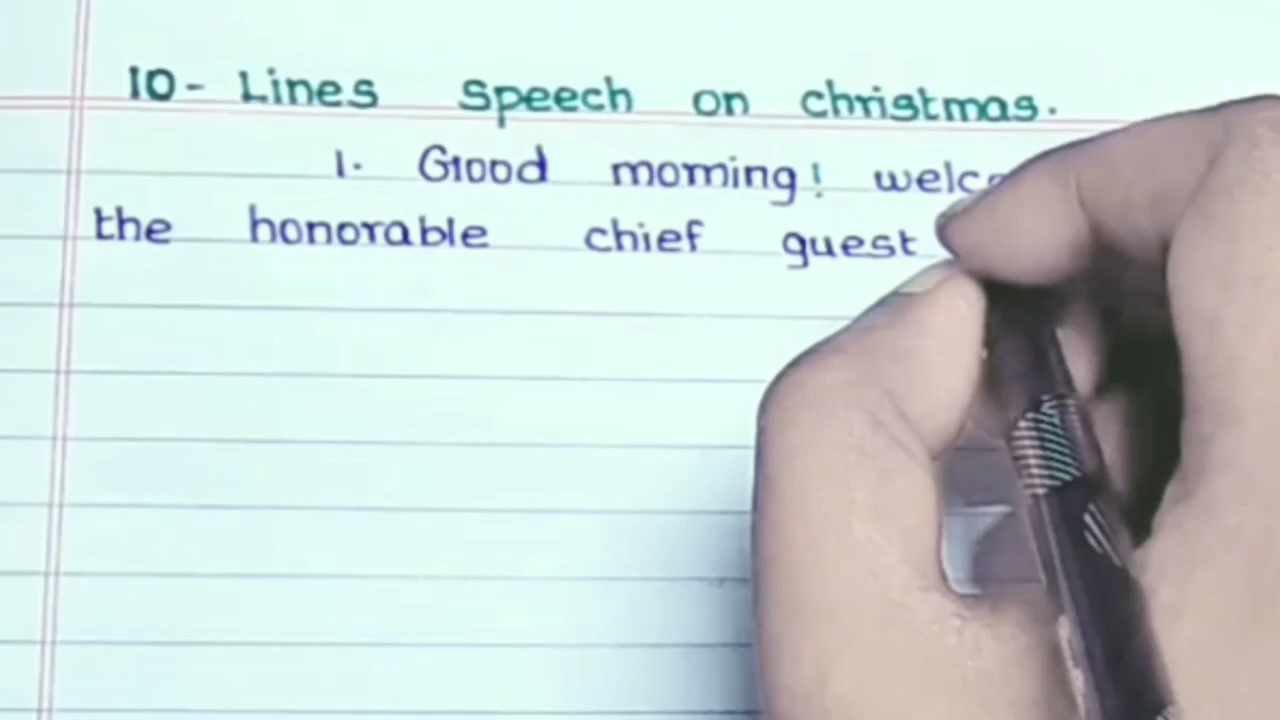 10- Lines speech on christmas.
1. Good morning! welc
the honorable chief guest